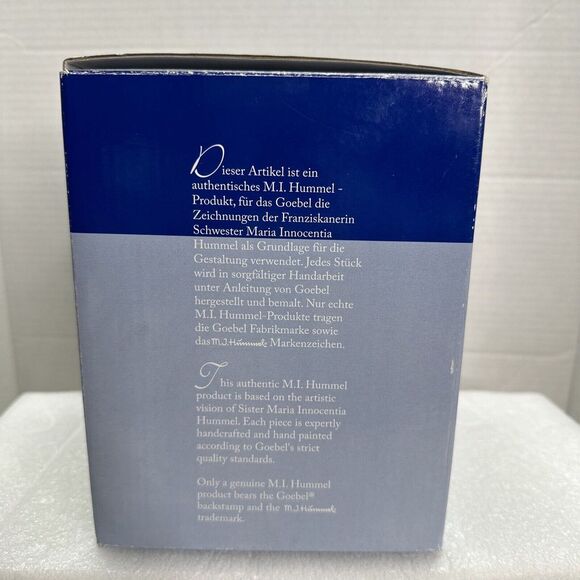 Dieser Artikel ist ein
authentisches M.I. Hummel -
Produkt, für das Goebel die
Zeichnungen der Franziskanerin
Schwester Maria Innocentia
Hummel als Grundlage für die
Gestaltung verwendet. Jedes Stück
wird in sorgfältiger Handarbeit
unter Anleitung von Goebel
hergestellt und bemalt. Nur echte
M.I. Hummel-Produkte tragen
die Goebel Fabrikmarke sowie
das M.J. Hummel Markenzeichen.
This authentic M.I. Hummel
product is based on the artistic
vision of Sister Maria Innocentia
Hummel. Each piece is expertly
handcrafted and hand painted
according to Goebel's strict
quality standards.
Only a genuine M.I. Hummel
product bears the Goebel®
backstamp and the M.J. Hummel
trademark.